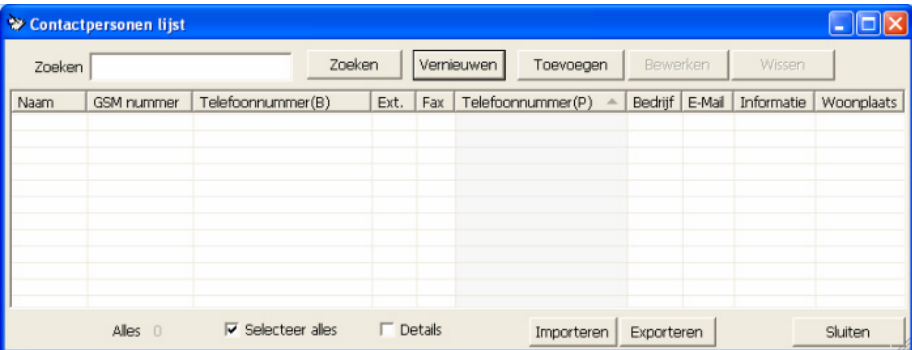 Contactpersonen lijst
Zoeken Zoeken Vernieuwen Toevoegen Bewerken Wissen
Naam GSM nummer Telefoonnummer(B) Ext. Fax Telefoonnummer(P) Bedrijf E-Mail Informatie Woonplaats
Alles 0 Selecteer alles Details Importeren Exporteren Sluiten